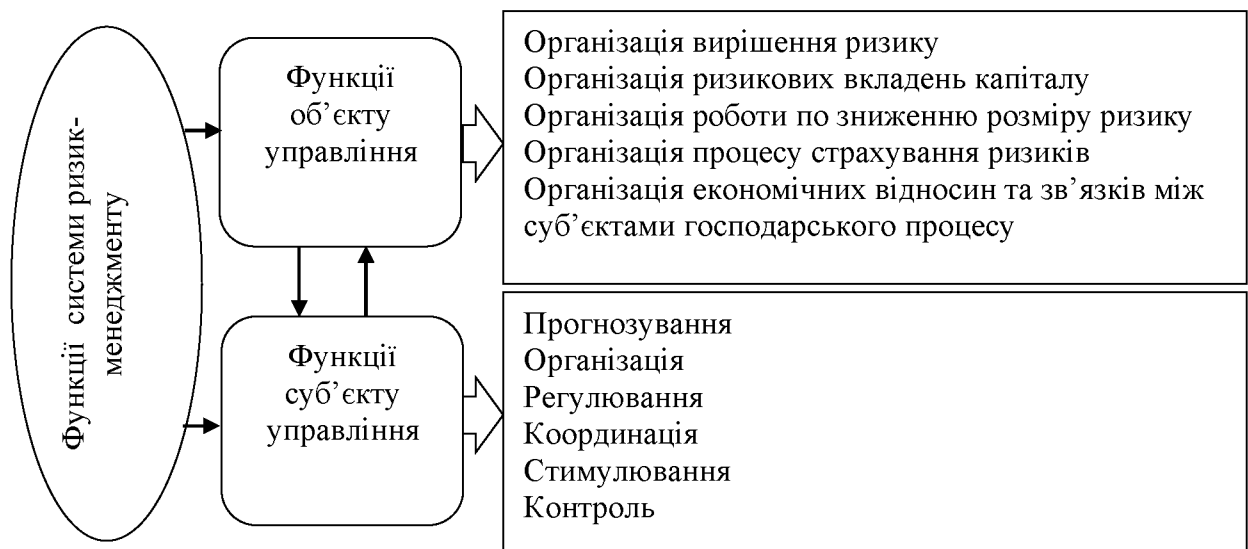 Функції системи ризик-
менеджменту
Функції
об’єкту
управління
Організація вирішення ризику
Організація ризикових вкладень капіталу
Організація роботи по зниженню розміру ризику
Організація процесу страхування ризиків
Організація економічних відносин та зв’язків між
суб’єктами господарського процесу
Функції
суб’єкту
управління
Прогнозування
Організація
Регулювання
Координація
Стимулювання
Контроль